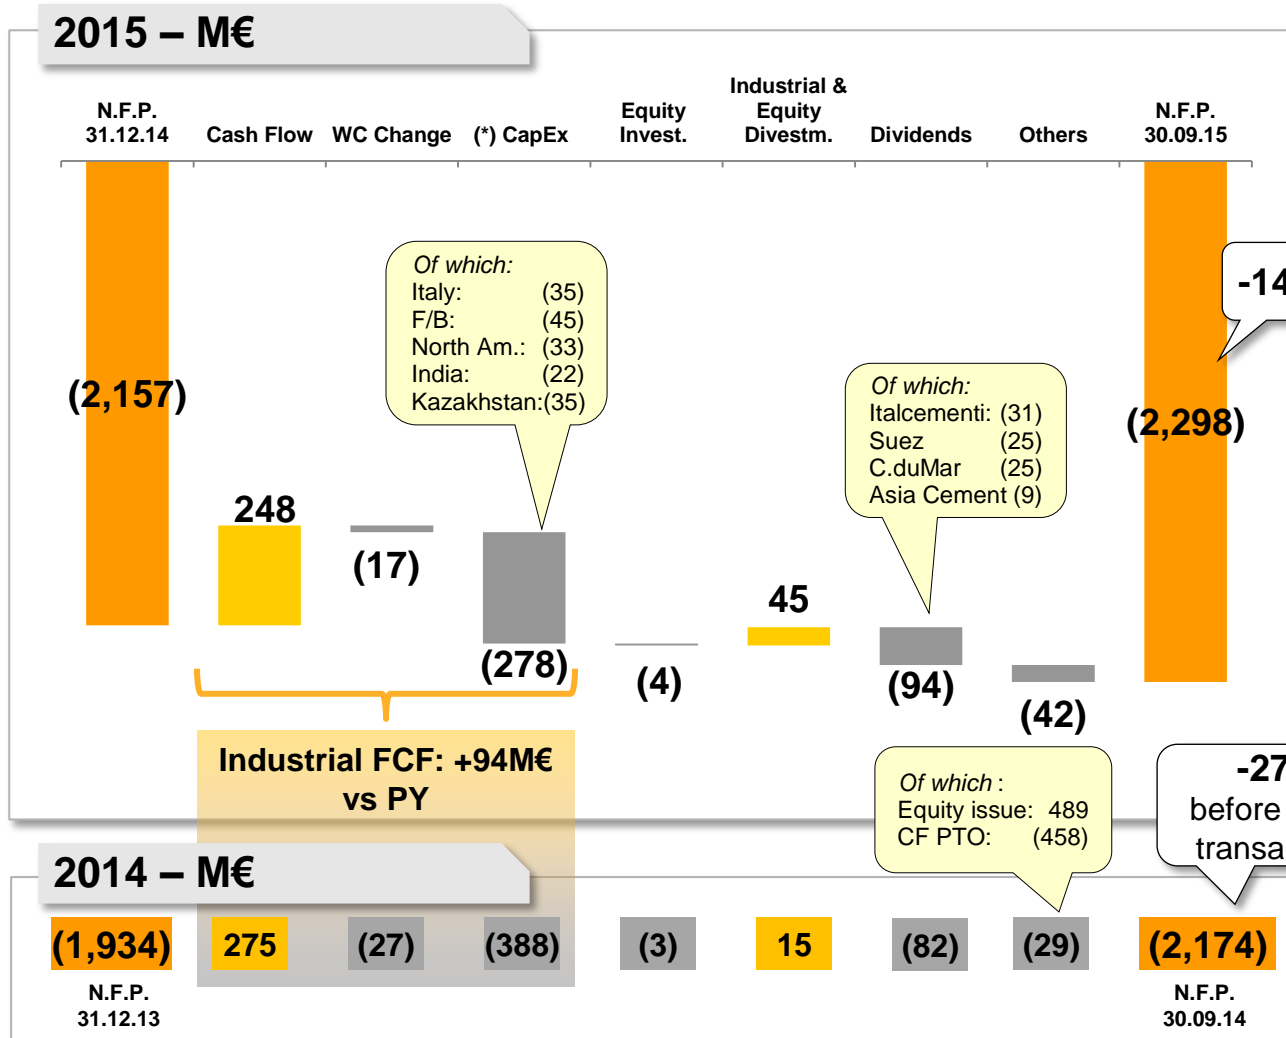 2015 – M€
N.F.P.
31.12.14
Cash Flow
WC Change
(*) CapEx
Equity
Invest.
Industrial &
Equity
Divestm.
Dividends
Others
N.F.P.
30.09.15
Of which:
Italy: (35)
F/B: (45)
North Am.: (33)
India: (22)
Kazakhstan:(35)
-14
Of which:
Italcementi: (31)
Suez (25)
C.duMar (25)
Asia Cement (9)
(2,157)
(2,298)
248
(17)
(278)
(4)
45
(94)
(42)
Industrial FCF: +94M€
vs PY
Of which :
Equity issue: 489
CF PTO: (458)
-27
before
transa
2014 – M€
(1,934)
275
(27)
(388)
(3)
15
(82)
(29)
(2,174)
N.F.P.
31.12.13
N.F.P.
30.09.14